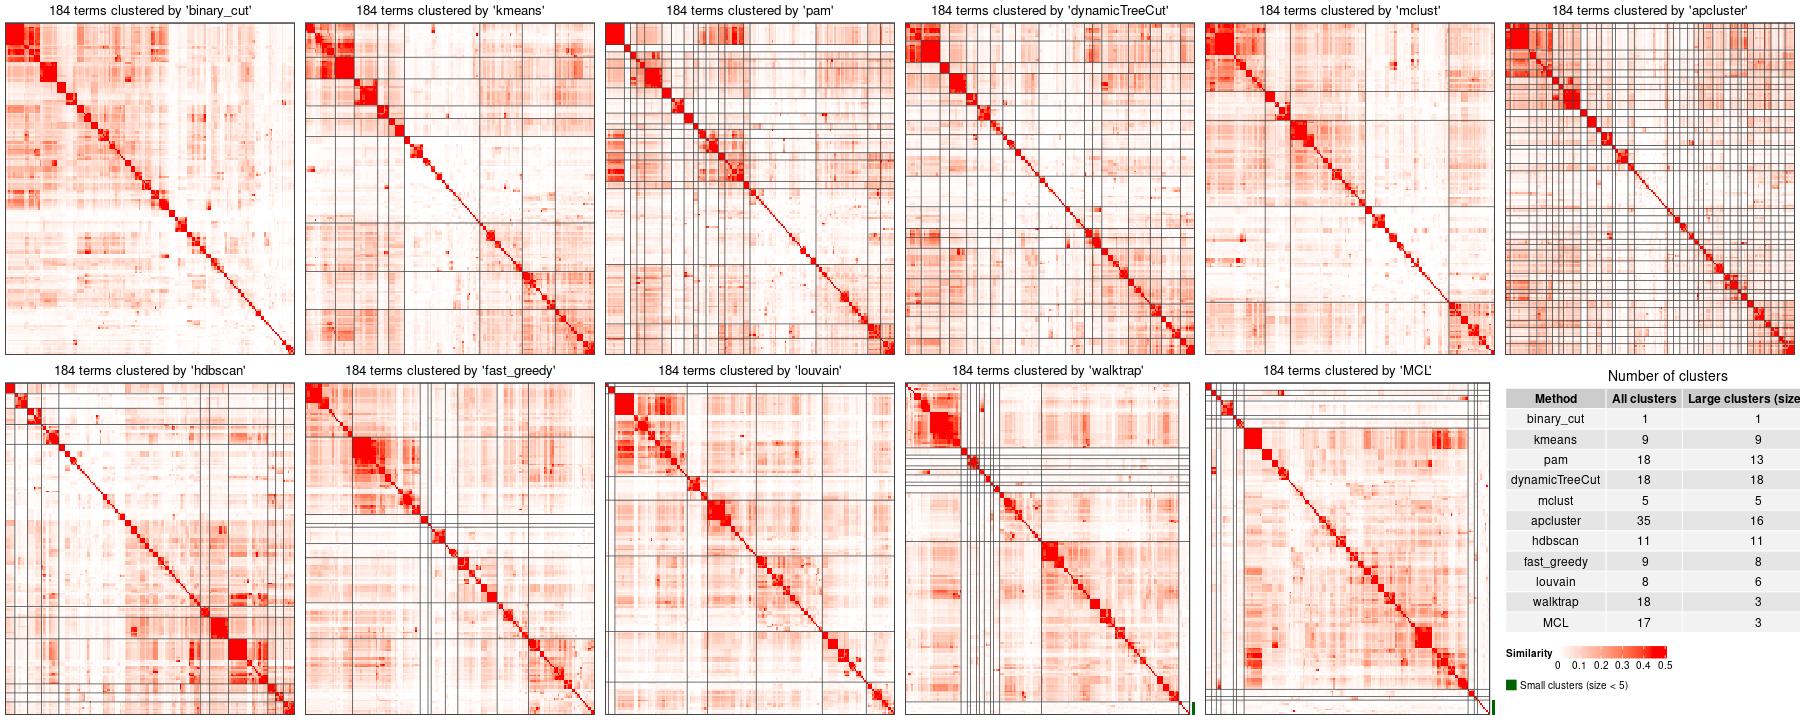 184 terms clustered by 'binary_cut'
184 terms clustered by 'kmeans'
184 terms clustered by 'pam'
184 terms clustered by 'dynamicTreeCut'
184 terms clustered by 'mclust'
184 terms clustered by 'apcluster'
184 terms clustered by 'hdbscan'
184 terms clustered by 'fast_greedy'
184 terms clustered by 'louvain'
184 terms clustered by 'walktrap'
184 terms clustered by 'MCL'
Number of clusters
Method All clusters Large clusters (size
binary_cut 1 1
kmeans 9 9
pam 18 13
dynamicTreeCut 18 18
mclust 5 5
apcluster 35 16
hdbscan 11 11
fast_greedy 9 8
louvain 8 6
walktrap 18 3
MCL 17 3
Similarity
0 0.1 0.2 0.3 0.4 0.5
Small clusters (size < 5)